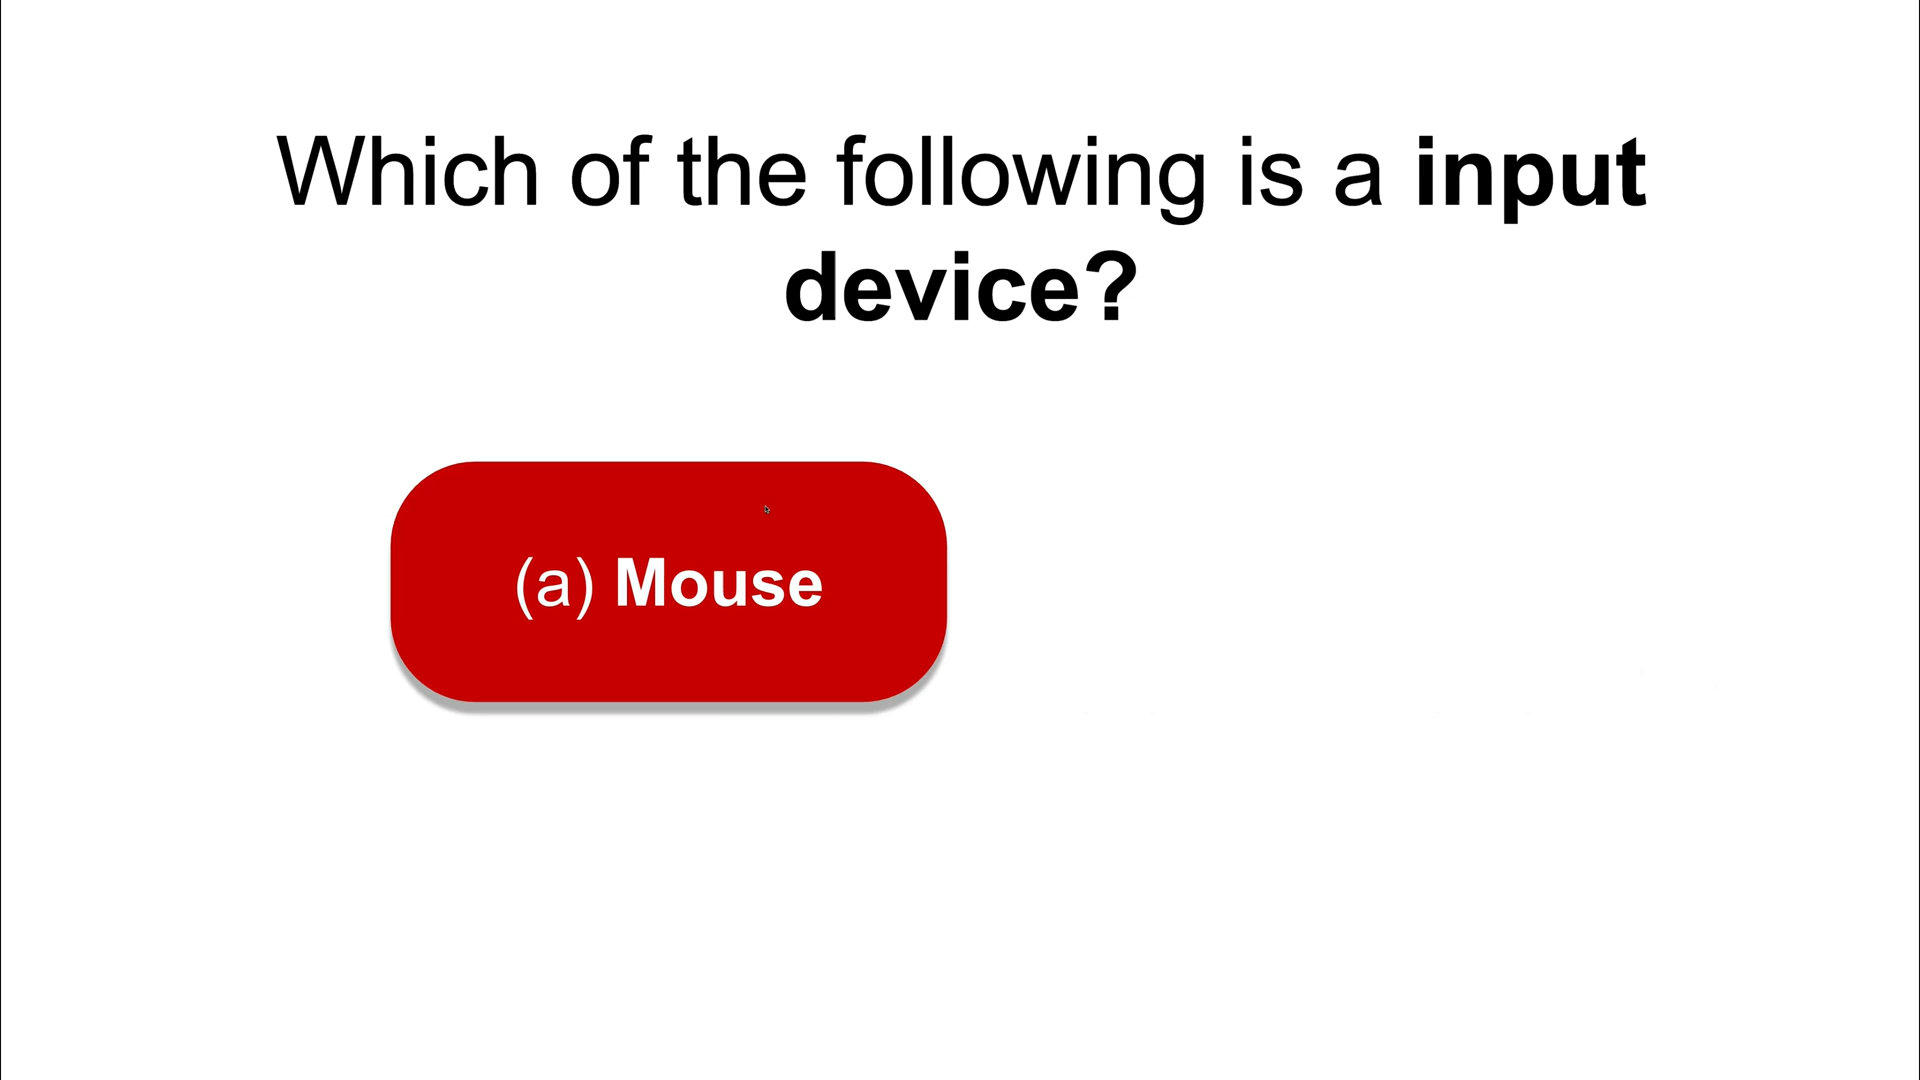 Which of the following is a input
device?
(a) Mouse